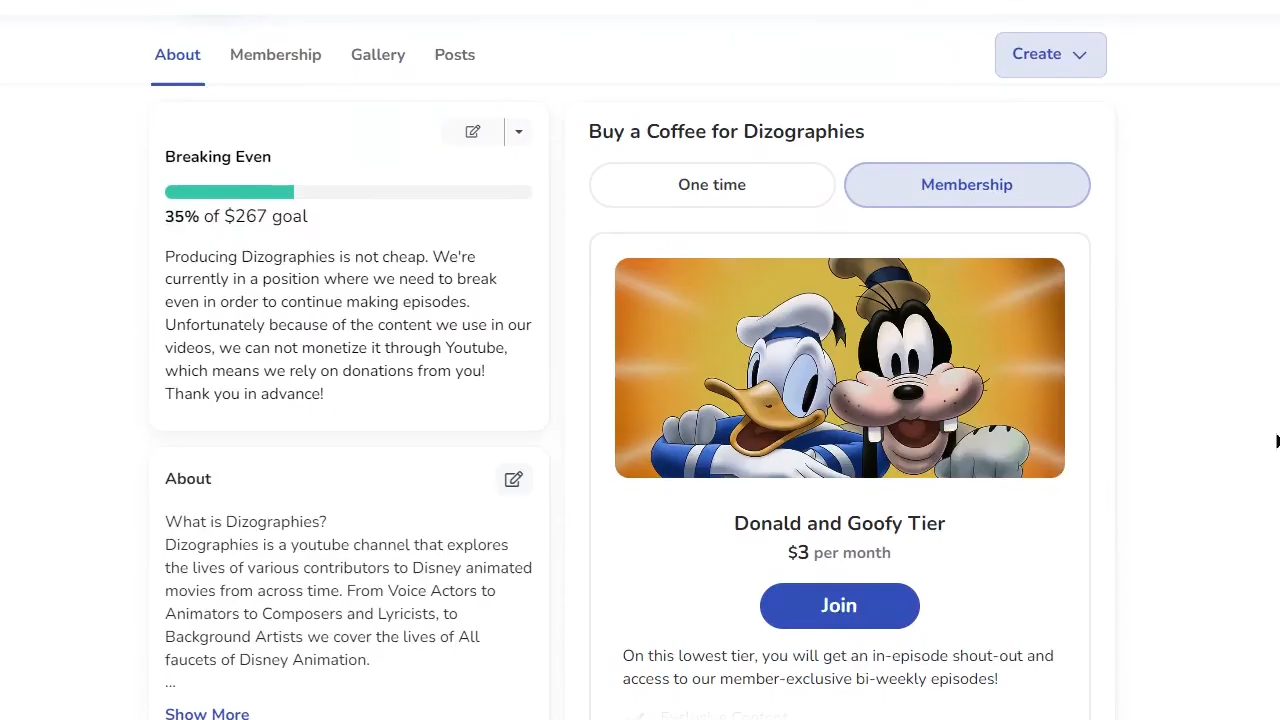 About
Membership
Gallery
Posts
Create
Breaking Even
35% of $267 goal
Producing Dizographies is not cheap. We're
currently in a position where we need to break
even in order to continue making episodes.
Unfortunately because of the content we use in our
videos, we can not monetize it through Youtube,
which means we rely on donations from you!
Thank you in advance!
About
What is Dizographies?
Dizographies is a youtube channel that explores
the lives of various contributors to Disney animated
movies from across time. From Voice Actors to
Animators to Composers and Lyricists, to
Background Artists we cover the lives of All
faucets of Disney Animation.
...
Show More
Buy a Coffee for Dizographies
One time
Membership
Donald and Goofy Tier
$3 per month
Join
On this lowest tier, you will get an in-episode shout-out and
access to our member-exclusive bi-weekly episodes!
Exclusive Content